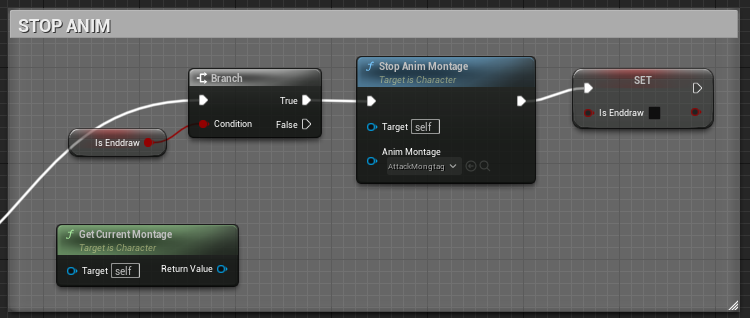 STOP ANIM
Branch
True
Condition
False
Is Enddraw
f Stop Anim Montage
Target is Character
Target self
Anim Montage
AttackMongtag
SET
Is Enddraw
f Get Current Montage
Target is Character
Target self
Return Value